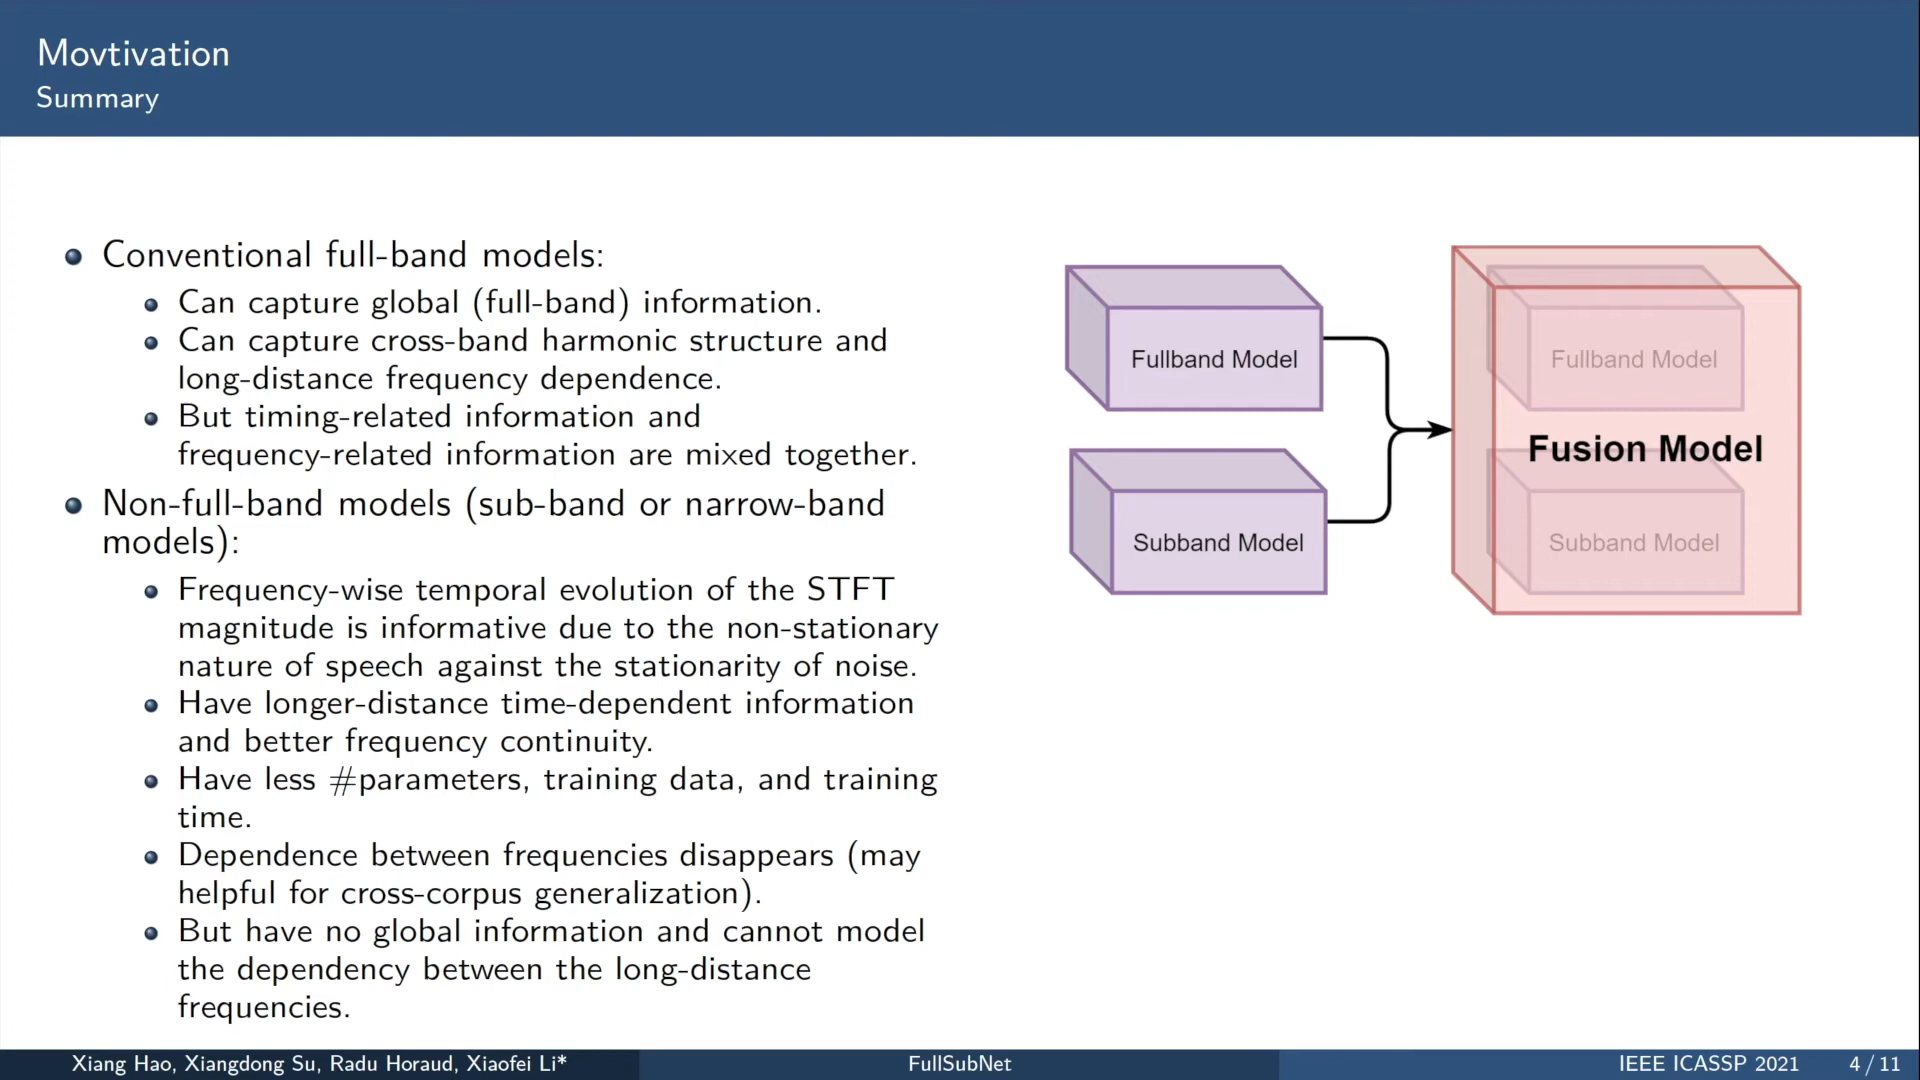 Movtivation
Summary
Conventional full-band models:
Can capture global (full-band) information.
Can capture cross-band harmonic structure and
long-distance frequency dependence.
But timing-related information and
frequency-related information are mixed together.
Non-full-band models (sub-band or narrow-band
models):
Frequency-wise temporal evolution of the STFT
magnitude is informative due to the non-stationary
nature of speech against the stationarity of noise.
Have longer-distance time-dependent information
and better frequency continuity.
Have less #parameters, training data, and training
time.
Dependence between frequencies disappears (may
helpful for cross-corpus generalization).
But have no global information and cannot model
the dependency between the long-distance
frequencies.
Fullband Model
Subband Model
Fullband Model
Fusion Model
Subband Model
Xiang Hao, Xiangdong Su, Radu Horaud, Xiaofei Li*
FullSubNet
IEEE ICASSP 2021
4 / 11